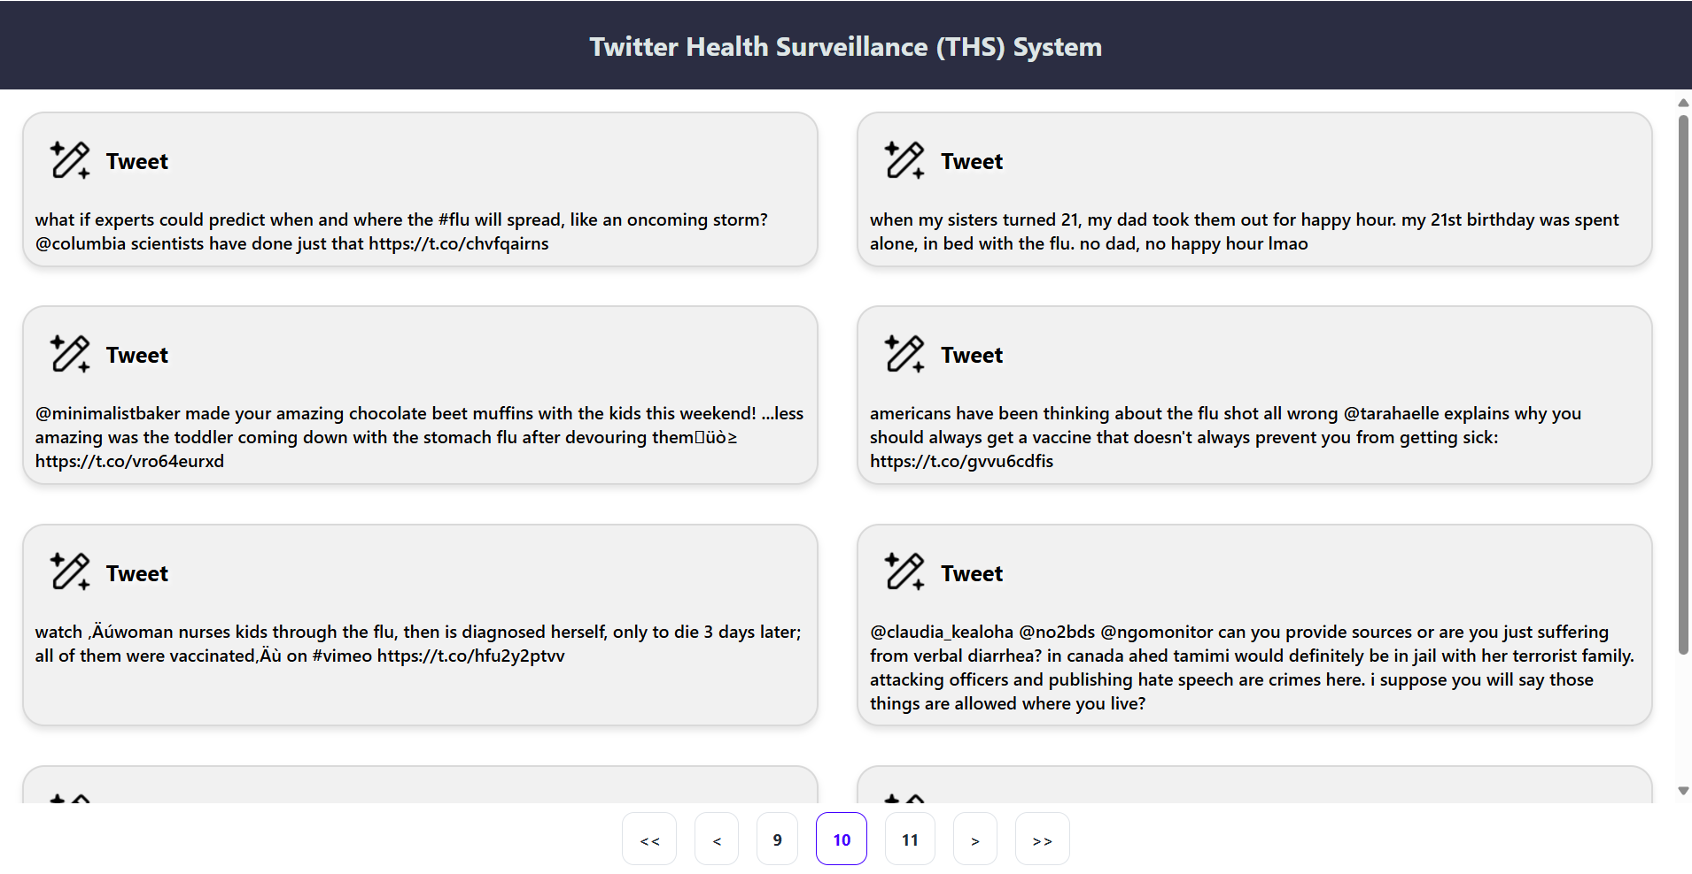 Twitter Health Surveillance (THS) System
Tweet
what if experts could predict when and where the #flu will spread, like an oncoming storm?
@columbia scientists have done just that https://t.co/chvfqairns
Tweet
when my sisters turned 21, my dad took them out for happy hour. my 21st birthday was spent
alone, in bed with the flu. no dad, no happy hour lmao
Tweet
@minimalistbaker made your amazing chocolate beet muffins with the kids this weekend! ...less
amazing was the toddler coming down with the stomach flu after devouring them▯üò≥
https://t.co/vro64eurxd
Tweet
americans have been thinking about the flu shot all wrong @tarahaelle explains why you
should always get a vaccine that doesn't always prevent you from getting sick:
https://t.co/gvvu6cdfis
Tweet
watch ‚Äúwoman nurses kids through the flu, then is diagnosed herself, only to die 3 days later;
all of them were vaccinated‚Äù on #vimeo https://t.co/hfu2y2ptvv
Tweet
@claudia_kealoha @no2bds @ngomonitor can you provide sources or are you just suffering
from verbal diarrhea? in canada ahed tamimi would definitely be in jail with her terrorist family.
attacking officers and publishing hate speech are crimes here. i suppose you will say those
things are allowed where you live?
<< < 9 10 11 > >>